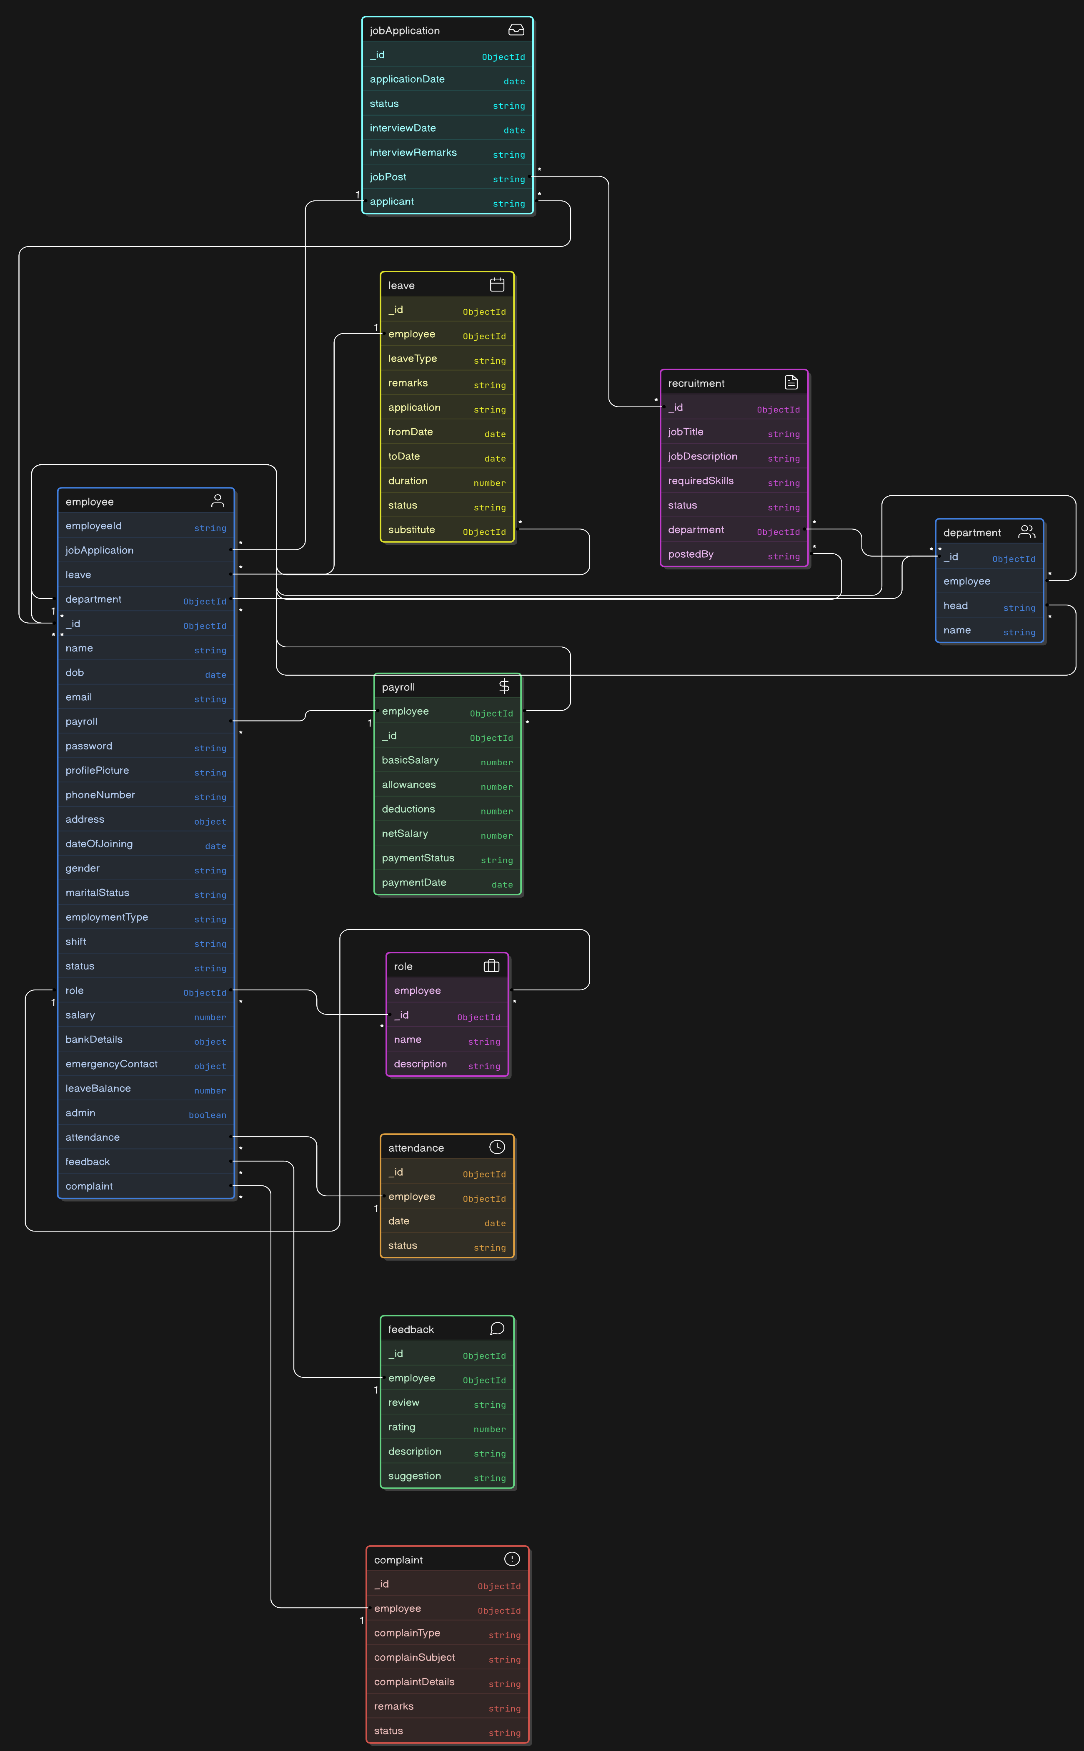 jobApplication
_id ObjectId
applicationDate date
status string
interviewDate date
interviewRemarks string
jobPost string *
1 applicant string *
leave
_id ObjectId
1 employee ObjectId
leaveType string
remarks string
application string
fromDate date
toDate date
duration number
status string
substitute ObjectId *
recruitment
* _id ObjectId
jobTitle string
jobDescription string
requiredSkills string
status string
department ObjectId *
postedBy string *
department
* * _id ObjectId
employee *
head string *
name string
employee
employeeId string
jobApplication *
leave *
1 department ObjectId *
* * * _id ObjectId
name string
dob date
email string
payroll *
password string
profilePicture string
phoneNumber string
address object
dateOfJoining date
gender string
maritalStatus string
employmentType string
shift string
status string
1 role ObjectId *
salary number
bankDetails object
emergencyContact object
leaveBalance number
admin boolean
attendance *
feedback *
complaint *
payroll
1 employee ObjectId *
_id ObjectId
basicSalary number
allowances number
deductions number
netSalary number
paymentStatus string
paymentDate date
role
employee *
* _id ObjectId
name string
description string
attendance
_id ObjectId
1 employee ObjectId
date date
status string
feedback
_id ObjectId
1 employee ObjectId
review string
rating number
description string
suggestion string
complaint
_id ObjectId
1 employee ObjectId
complainType string
complainSubject string
complaintDetails string
remarks string
status string